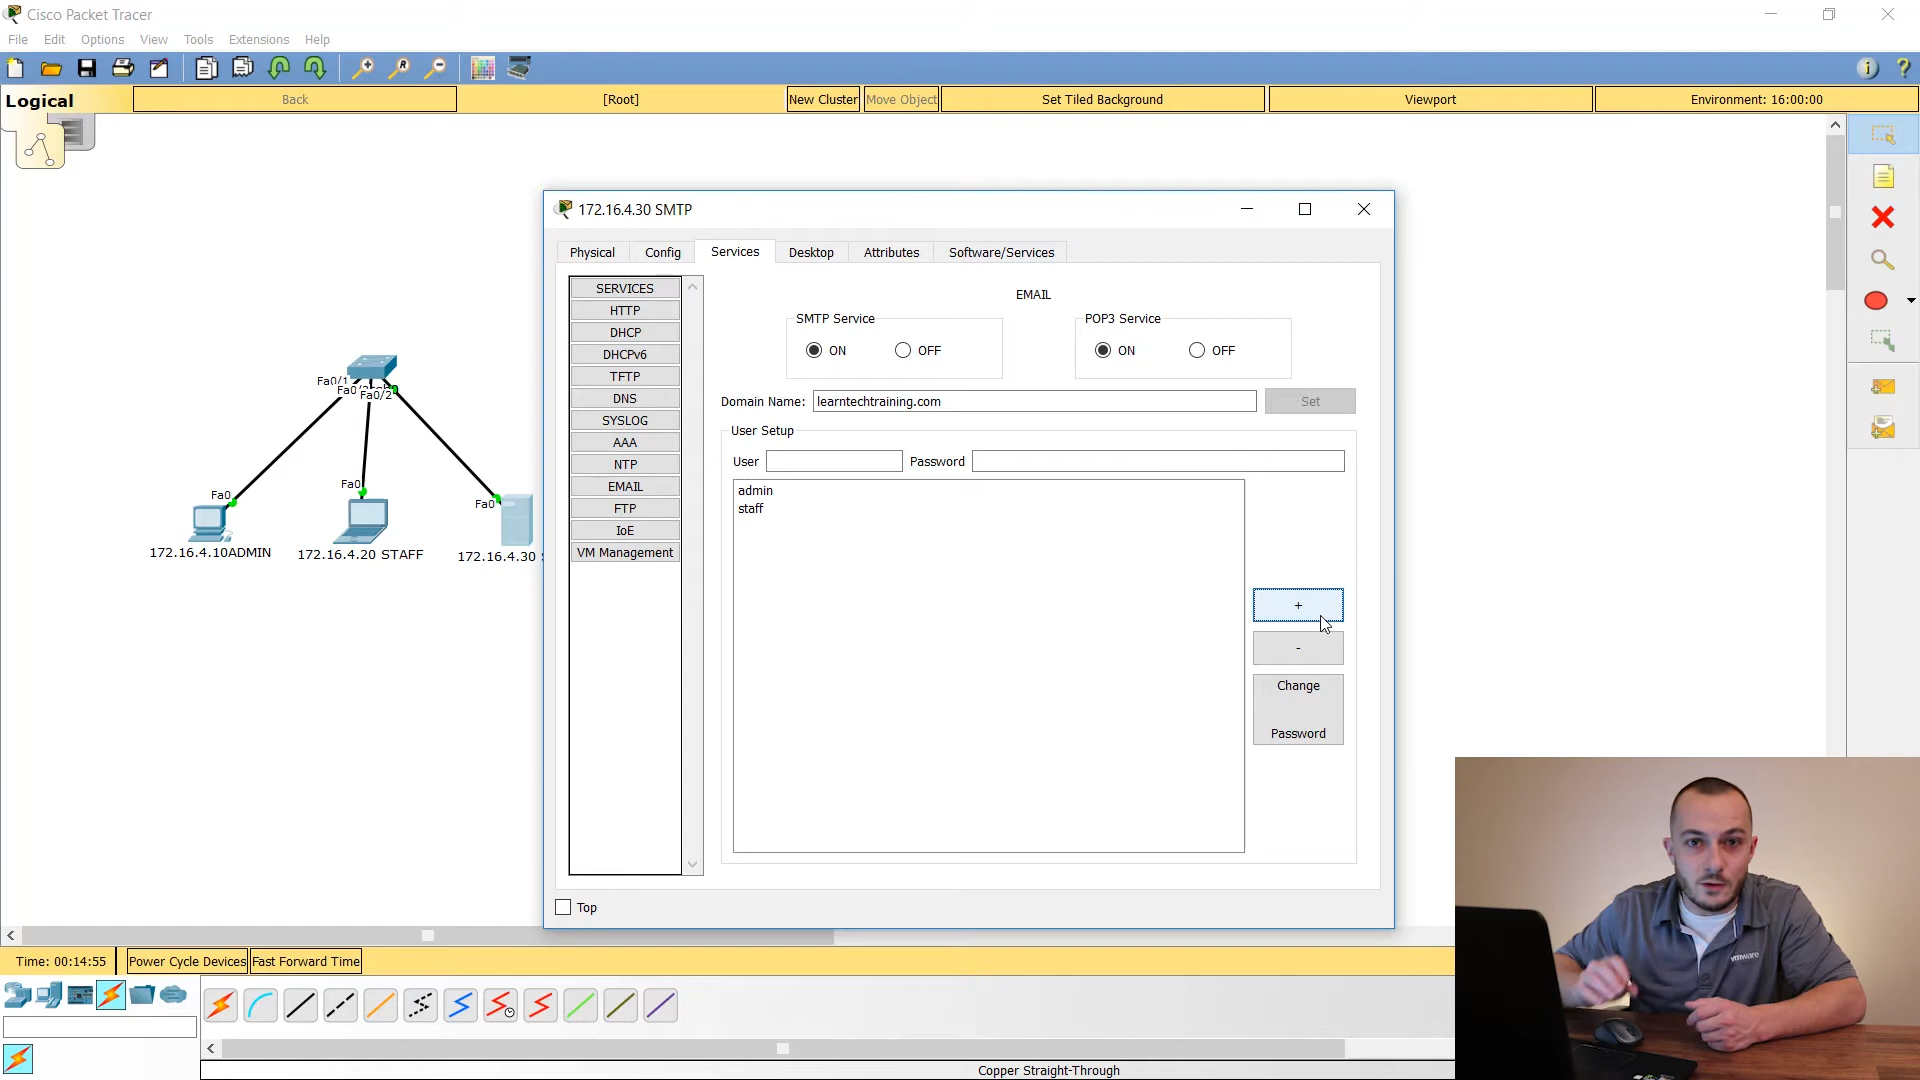 Cisco Packet Tracer
File Edit Options View Tools Extensions Help
Logical Back [Root] New Cluster Move Object Set Tiled Background Viewport Environment: 16:00:00
172.16.4.30 SMTP
Physical Config Services Desktop Attributes Software/Services
SERVICES
HTTP
DHCP
DHCPv6
TFTP
DNS
SYSLOG
AAA
NTP
EMAIL
FTP
IoE
VM Management
EMAIL
SMTP Service
ON OFF
POP3 Service
ON OFF
Domain Name: learntechtraining.com Set
User Setup
User Password
admin
staff
+
-
Change
Password
Top
Fa0/1
Fa0/2
Fa0
Fa0
Fa0
172.16.4.10ADMIN
172.16.4.20 STAFF
172.16.4.30
Time: 00:14:55 Power Cycle Devices Fast Forward Time
Copper Straight-Through
vmware